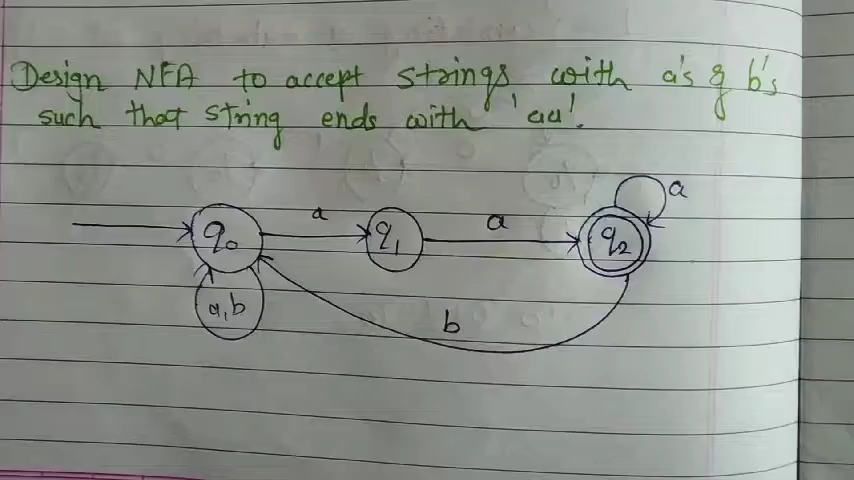 Design NFA to accept strings with a's & b's
such that string ends with 'aa'.
a
q0
a
q1
a
q2
a,b
b